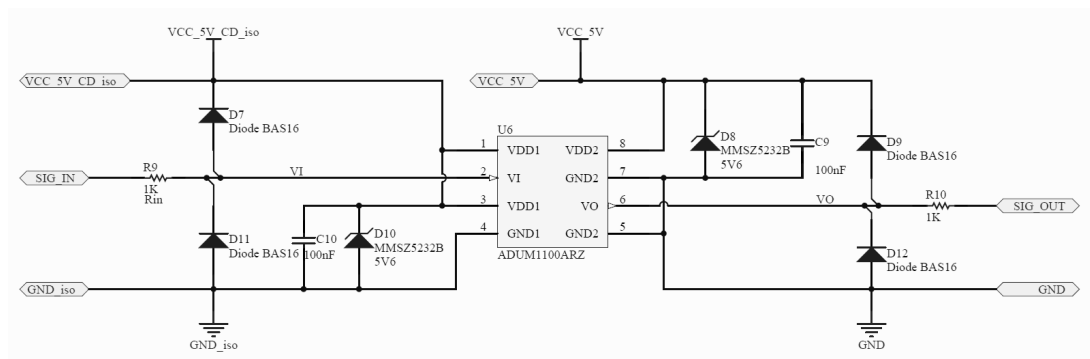 VCC_5V_CD_iso
VCC_5V
VCC_5V_CD_iso
VCC_5V
D7
Diode BAS16
U6
D8
MMSZ5232B
5V6
C9
100nF
D9
Diode BAS16
1
VDD1
VDD2
8
R9
1K
Rin
SIG_IN
VI
2
VI
GND2
7
3
VDD1
VO
6
VO
R10
1K
SIG_OUT
D11
Diode BAS16
C10
100nF
D10
MMSZ5232B
5V6
4
GND1
GND2
5
ADUM1100ARZ
D12
Diode BAS16
GND_iso
GND
GND_iso
GND